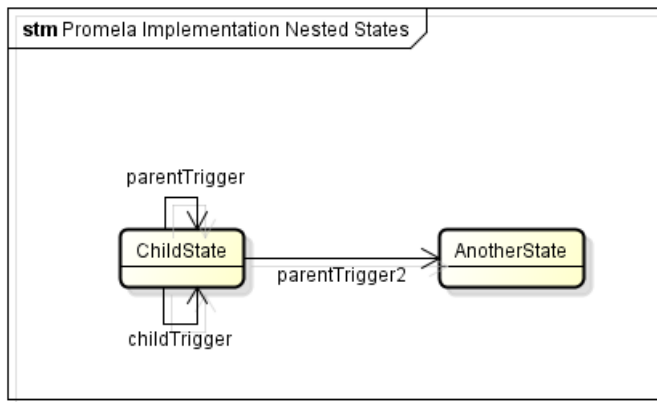 stm Promela Implementation Nested States
parentTrigger
ChildState
AnotherState
parentTrigger2
childTrigger